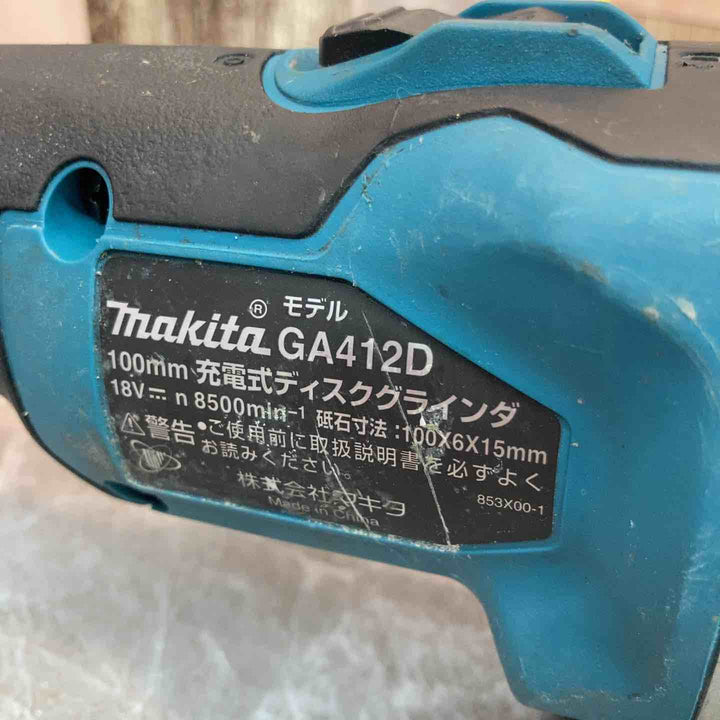 モデル
makita® GA412D
100mm 充電式ディスクグラインダ
18V⎓ n 8500min⁻¹ 砥石寸法:100X6X15mm
⚠警告 •ご使用前に取扱説明書を必ずよく
お読みください。
株式会社マキタ
Made in China
853X00-1